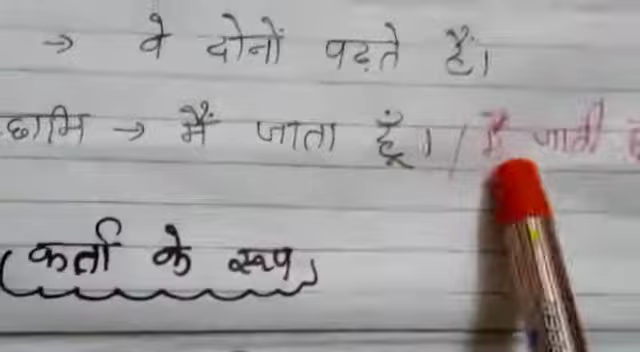 → वे दोनों पढ़ते हैं।
→ मैं जाता हूँ। / मैं जाती
(कर्ता के रूप)